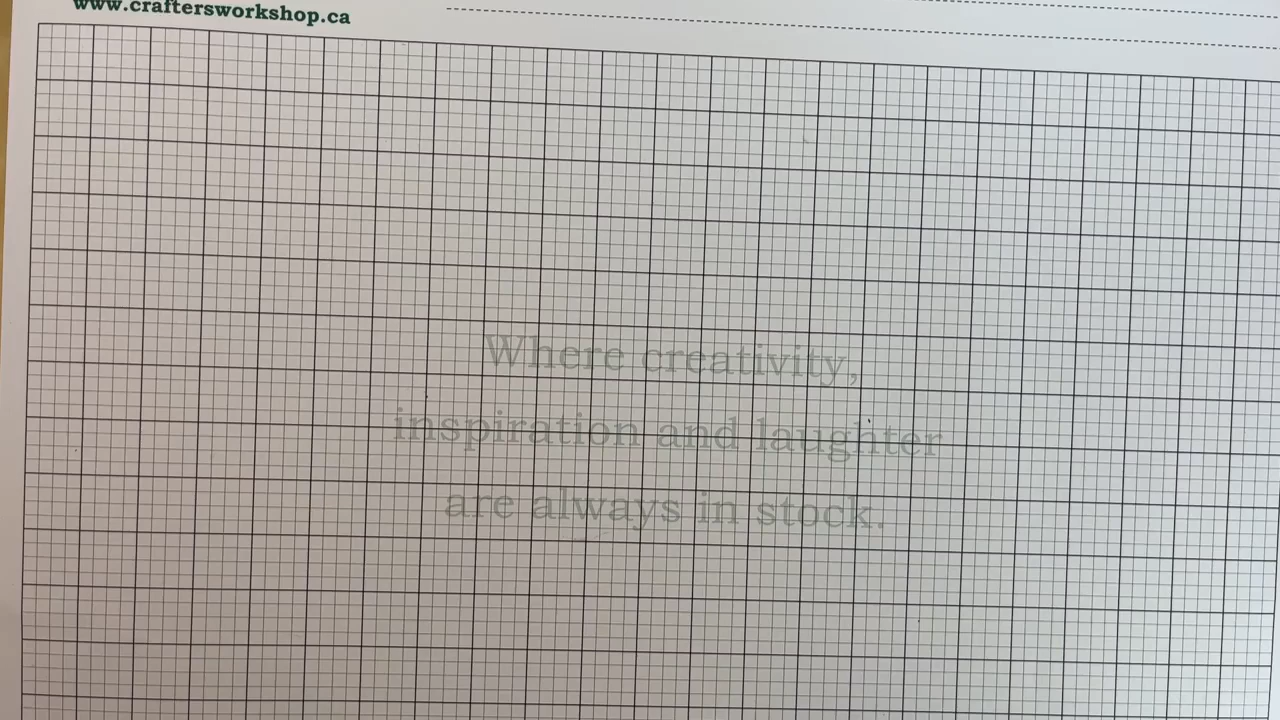 www.craftersworkshop.ca
Where creativity,
inspiration and laughter
are always in stock.